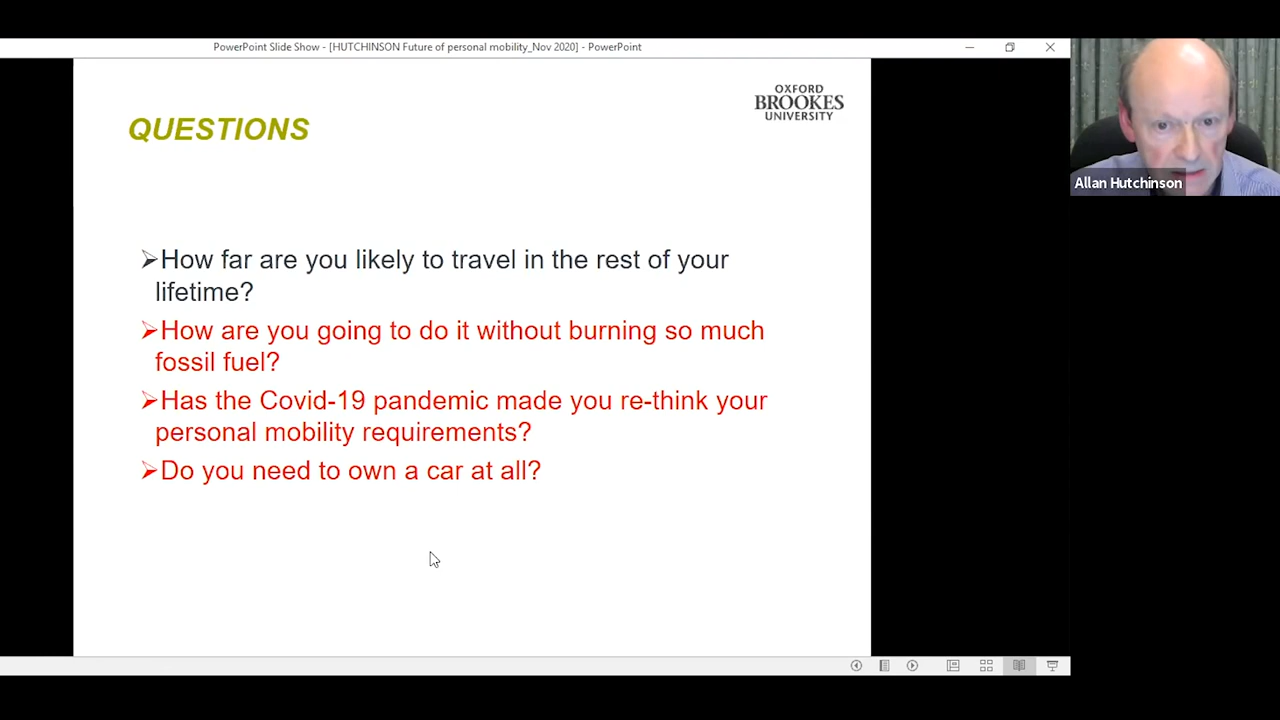 PowerPoint Slide Show - [HUTCHINSON Future of personal mobility_Nov 2020] - PowerPoint
OXFORD
BROOKES
UNIVERSITY
QUESTIONS
Allan Hutchinson
How far are you likely to travel in the rest of your
lifetime?
How are you going to do it without burning so much
fossil fuel?
Has the Covid-19 pandemic made you re-think your
personal mobility requirements?
Do you need to own a car at all?